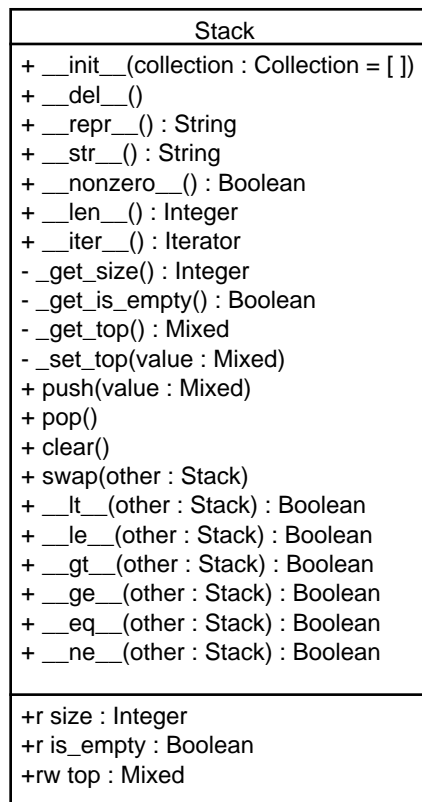 Stack
+ __init__(collection : Collection = [ ])
+ __del__()
+ __repr__() : String
+ __str__() : String
+ __nonzero__() : Boolean
+ __len__() : Integer
+ __iter__() : Iterator
- _get_size() : Integer
- _get_is_empty() : Boolean
- _get_top() : Mixed
- _set_top(value : Mixed)
+ push(value : Mixed)
+ pop()
+ clear()
+ swap(other : Stack)
+ __lt__(other : Stack) : Boolean
+ __le__(other : Stack) : Boolean
+ __gt__(other : Stack) : Boolean
+ __ge__(other : Stack) : Boolean
+ __eq__(other : Stack) : Boolean
+ __ne__(other : Stack) : Boolean
+r size : Integer
+r is_empty : Boolean
+rw top : Mixed